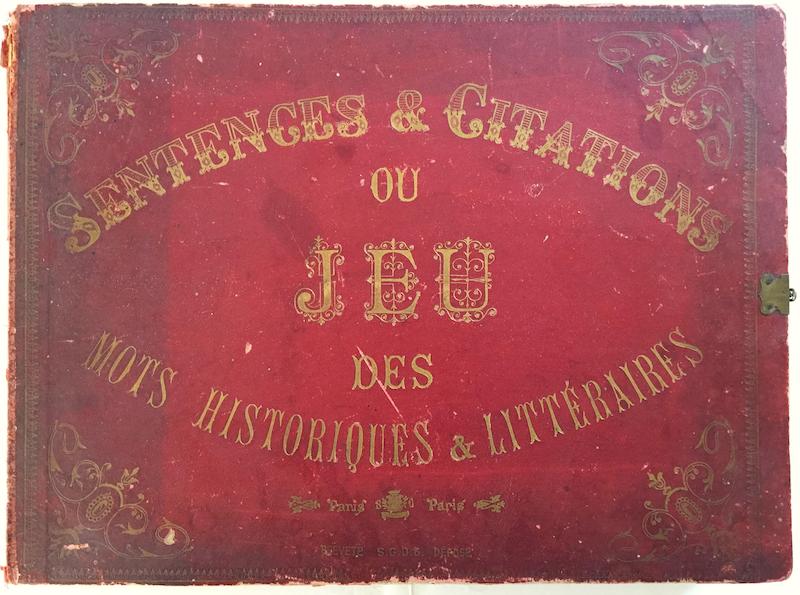 SENTENCES & CITATIONS
OU
JEU
DES
MOTS HISTORIQUES & LITTÉRAIRES
Paris Paris
BREVETÉ S.G.D.G. DÉPOSÉ